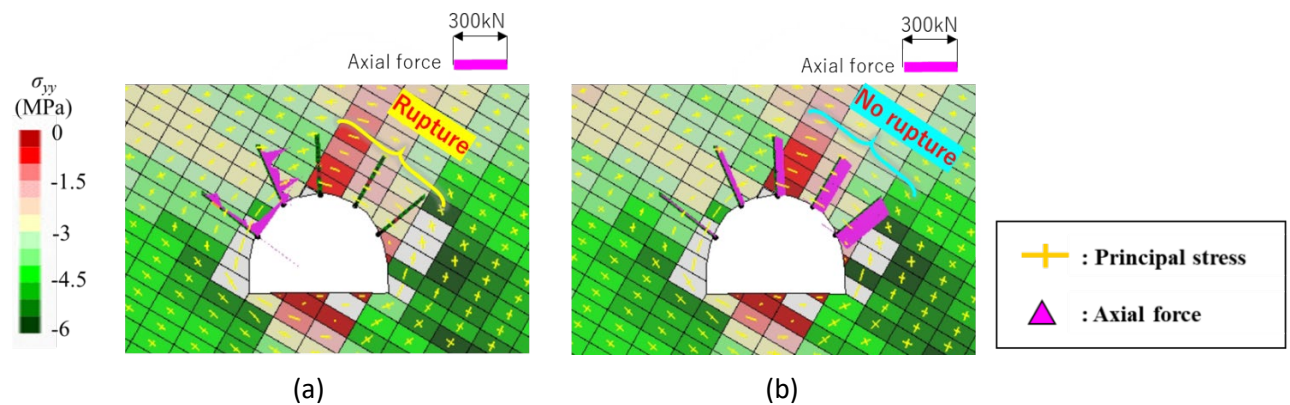 300kN
Axial force
300kN
Axial force
σyy
(MPa)
0
-1.5
-3
-4.5
-6
Rupture
No rupture
: Principal stress
: Axial force
(a)
(b)